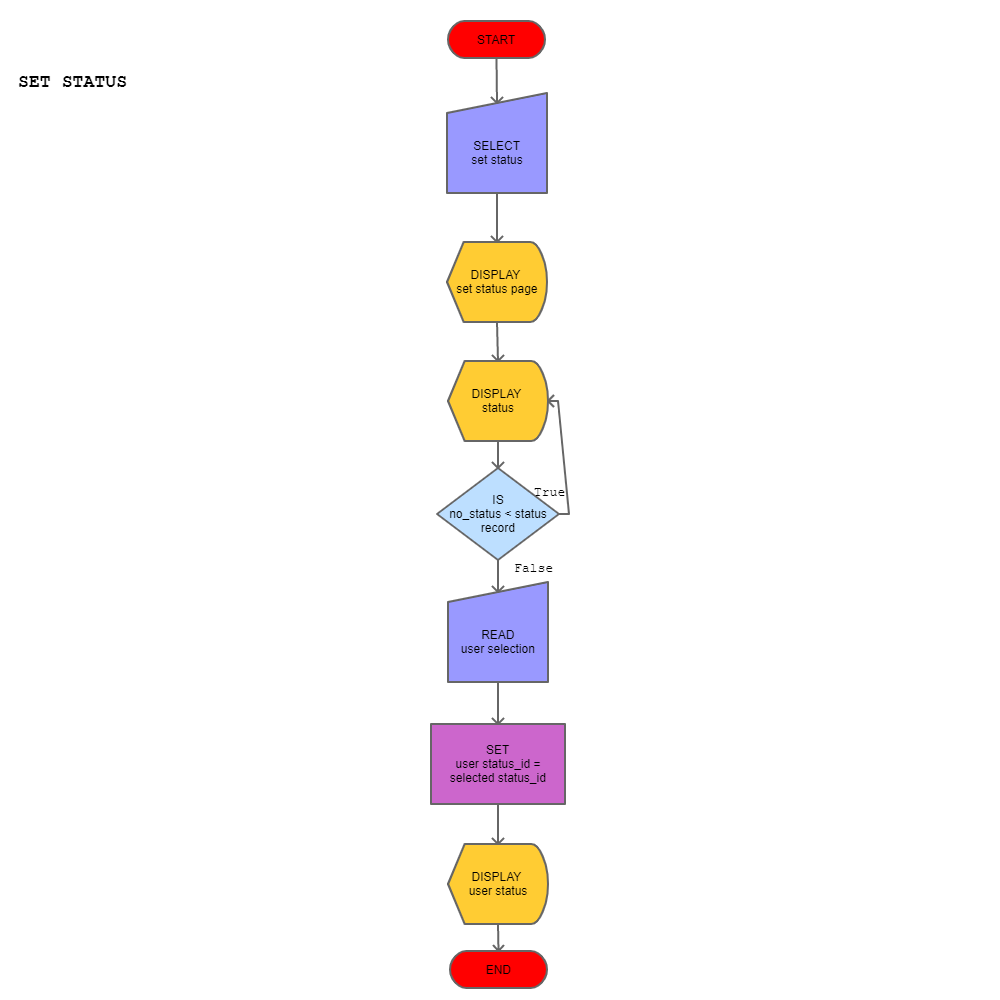 START
SET STATUS
SELECT
set status
DISPLAY
set status page
DISPLAY
status
True
IS
no_status < status
record
False
READ
user selection
SET
user status_id =
selected status_id
DISPLAY
user status
END